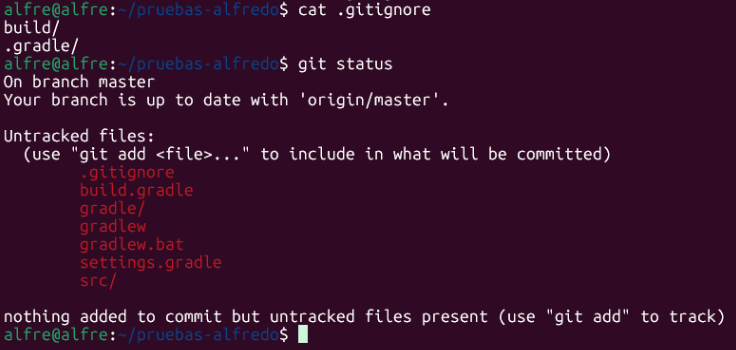 alfre@alfre:~/pruebas-alfredo$ cat .gitignore
build/
.gradle/
alfre@alfre:~/pruebas-alfredo$ git status
On branch master
Your branch is up to date with 'origin/master'.

Untracked files:
  (use "git add <file>..." to include in what will be committed)
        .gitignore
        build.gradle
        gradle/
        gradlew
        gradlew.bat
        settings.gradle
        src/

nothing added to commit but untracked files present (use "git add" to track)
alfre@alfre:~/pruebas-alfredo$